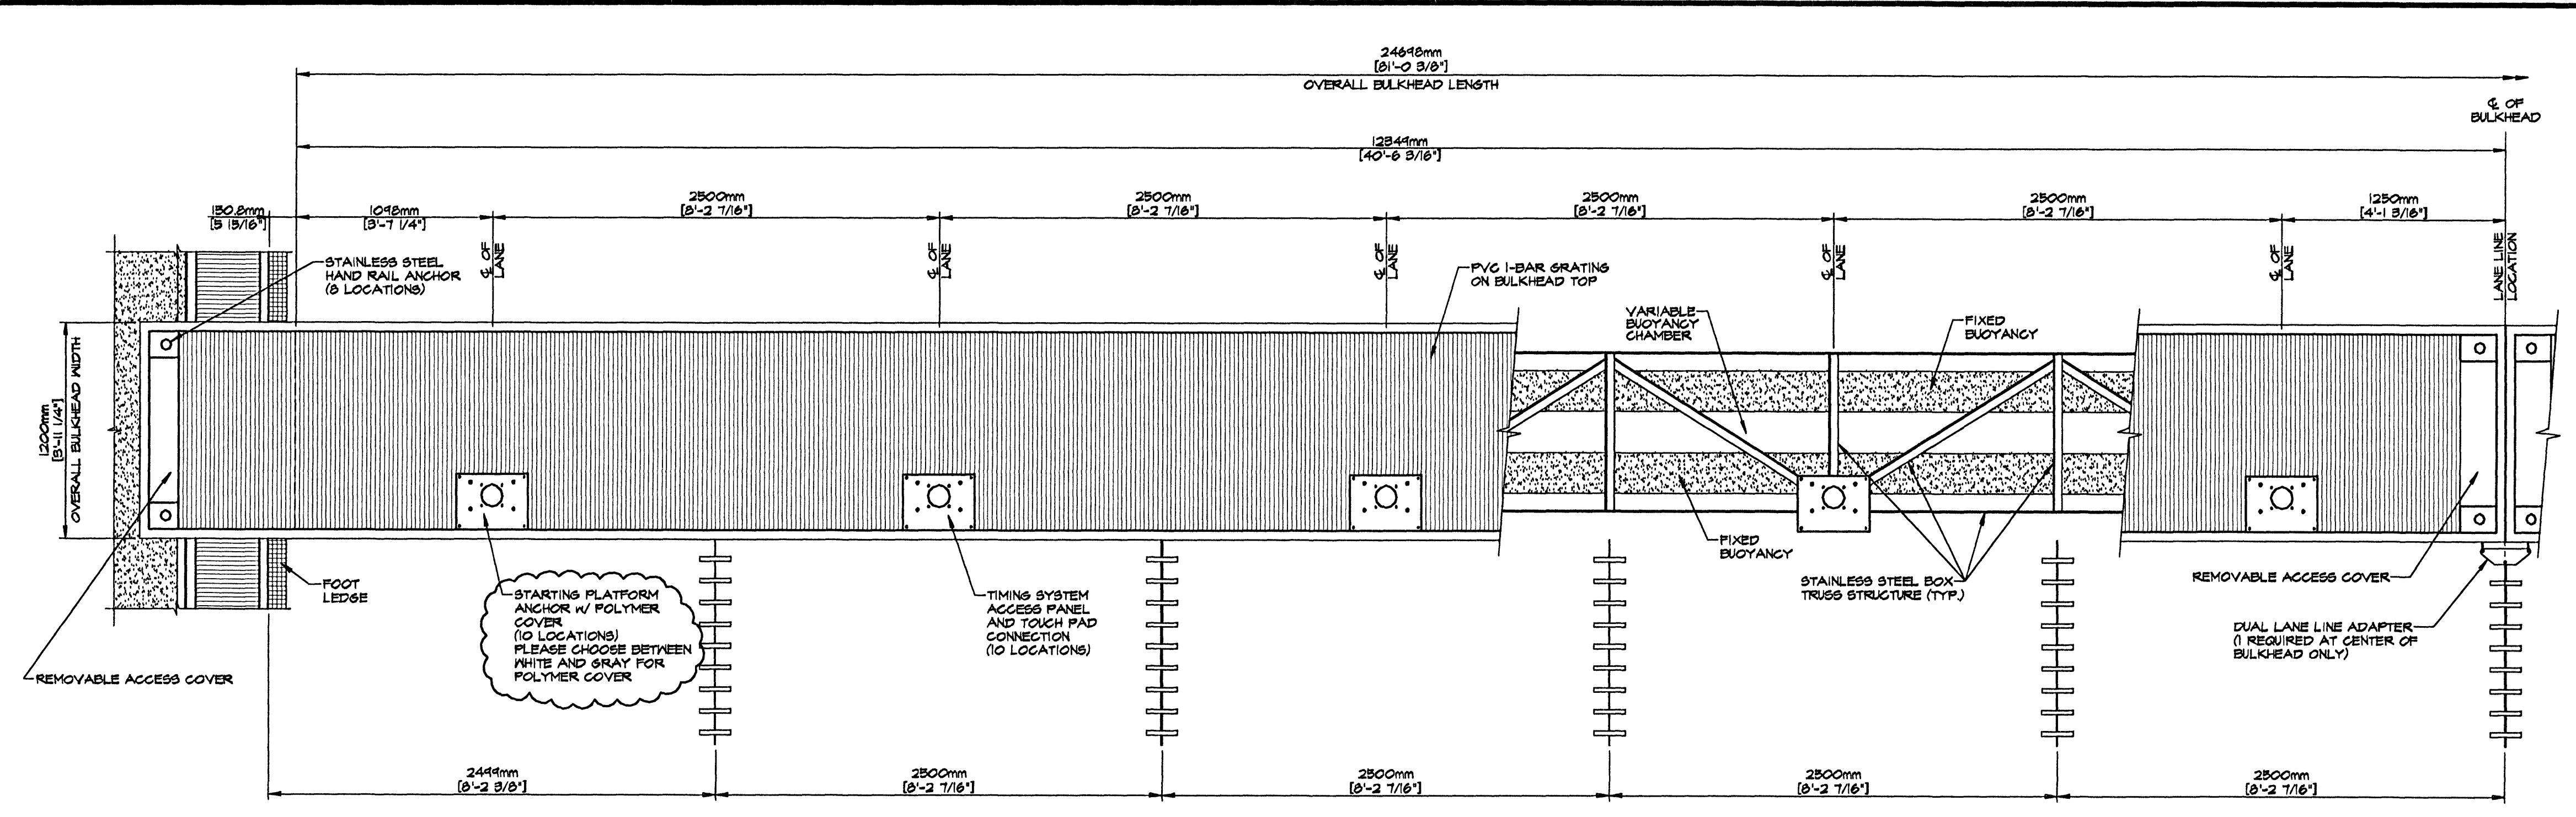 24698mm
[81'-0 3/8"]
OVERALL BULKHEAD LENGTH
℄ OF
BULKHEAD
12349mm
[40'-6 3/16"]
150.8mm
[5 15/16"]
1098mm
[3'-7 1/4"]
2500mm
[8'-2 7/16"]
2500mm
[8'-2 7/16"]
2500mm
[8'-2 7/16"]
2500mm
[8'-2 7/16"]
1250mm
[4'-1 3/16"]
℄ OF
LANE
℄ OF
LANE
℄ OF
LANE
℄ OF
LANE
℄ OF
LANE
LANE LINE
LOCATION
STAINLESS STEEL
HAND RAIL ANCHOR
(8 LOCATIONS)
PVC I-BAR GRATING
ON BULKHEAD TOP
VARIABLE
BUOYANCY
CHAMBER
FIXED
BUOYANCY
1200mm
[3'-11 1/4"]
OVERALL BULKHEAD WIDTH
FIXED
BUOYANCY
FOOT
LEDGE
STARTING PLATFORM
ANCHOR W/ POLYMER
COVER
(10 LOCATIONS)
PLEASE CHOOSE BETWEEN
WHITE AND GRAY FOR
POLYMER COVER
TIMING SYSTEM
ACCESS PANEL
AND TOUCH PAD
CONNECTION
(10 LOCATIONS)
STAINLESS STEEL BOX
TRUSS STRUCTURE (TYP.)
REMOVABLE ACCESS COVER
DUAL LANE LINE ADAPTER
(1 REQUIRED AT CENTER OF
BULKHEAD ONLY)
REMOVABLE ACCESS COVER
2499mm
[8'-2 3/8"]
2500mm
[8'-2 7/16"]
2500mm
[8'-2 7/16"]
2500mm
[8'-2 7/16"]
2500mm
[8'-2 7/16"]